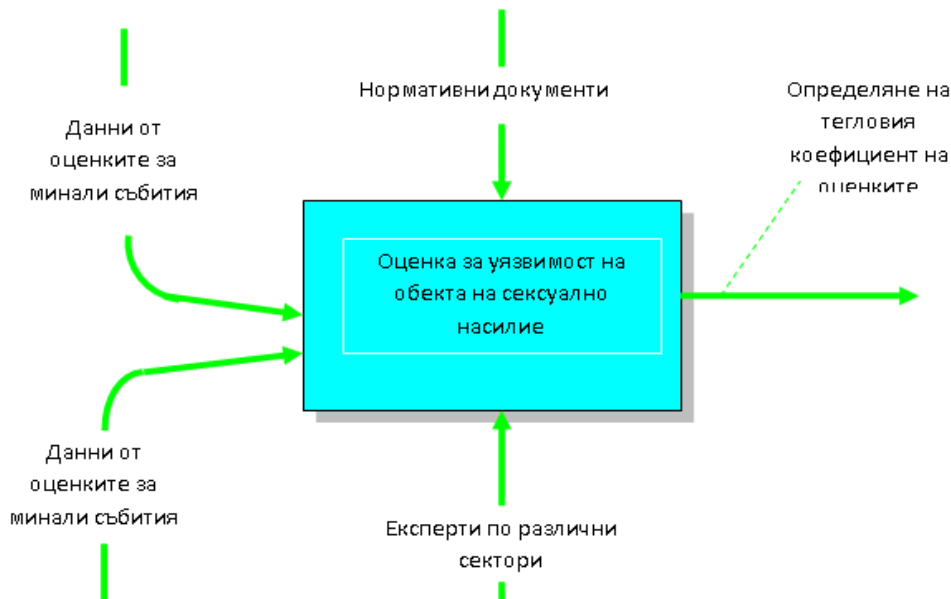 Нормативни документи
Определяне на
тегловия
коефициент на
оценките
Данни от
оценките за
минали събития
Оценка за уязвимост на
обекта на сексуално
насилие
Данни от
оценките за
минали събития
Експерти по различни
сектори